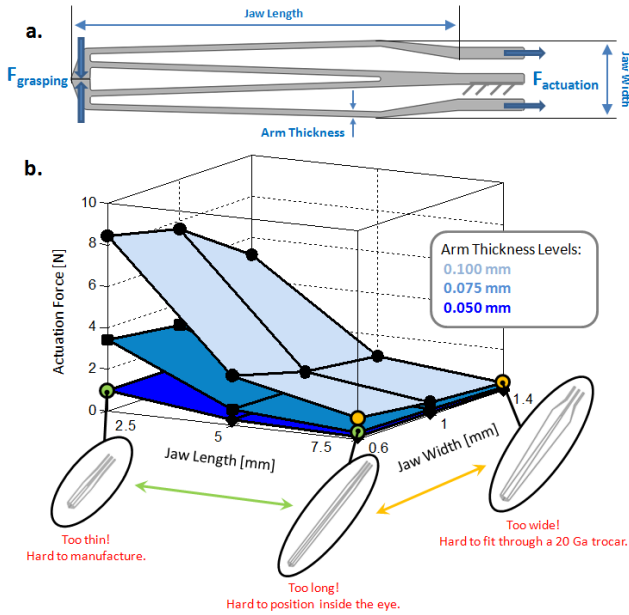 a.
Jaw Length
F grasping
F actuation
Jaw Width
Arm Thickness
b.
Actuation Force [N]
10
8
6
4
2
0
Arm Thickness Levels:
0.100 mm
0.075 mm
0.050 mm
2.5
5
7.5
Jaw Length [mm]
0.6
1
1.4
Jaw Width [mm]
Too thin!
Hard to manufacture.
Too long!
Hard to position inside the eye.
Too wide!
Hard to fit through a 20 Ga trocar.